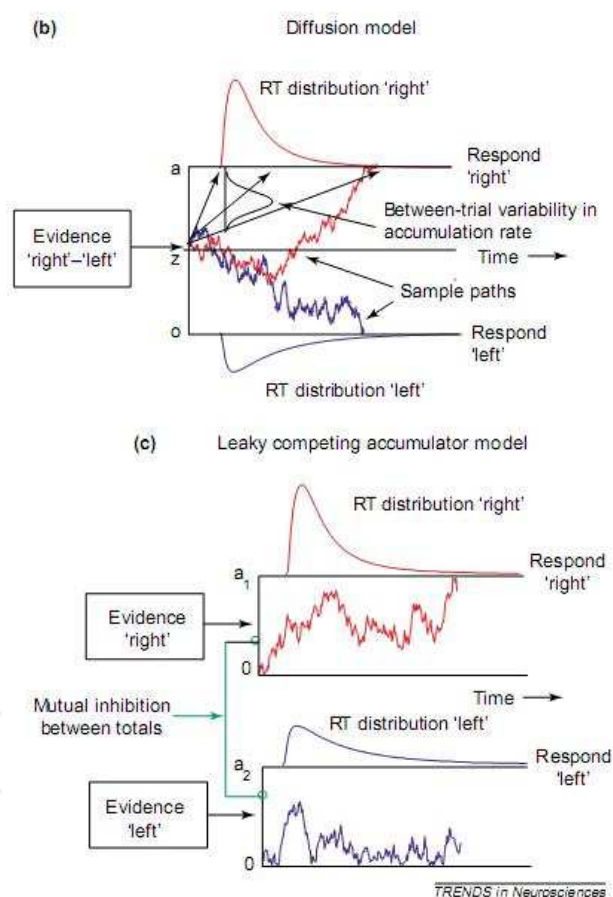 (b) Diffusion model
RT distribution 'right'
a
Respond
'right'
Between-trial variability in
accumulation rate
Evidence
'right'–'left'
z
Time
Sample paths
0
Respond
'left'
RT distribution 'left'
(c) Leaky competing accumulator model
RT distribution 'right'
a1
Respond
'right'
Evidence
'right'
0
Time
Mutual inhibition
between totals
RT distribution 'left'
a2
Respond
'left'
Evidence
'left'
0
TRENDS in Neurosciences